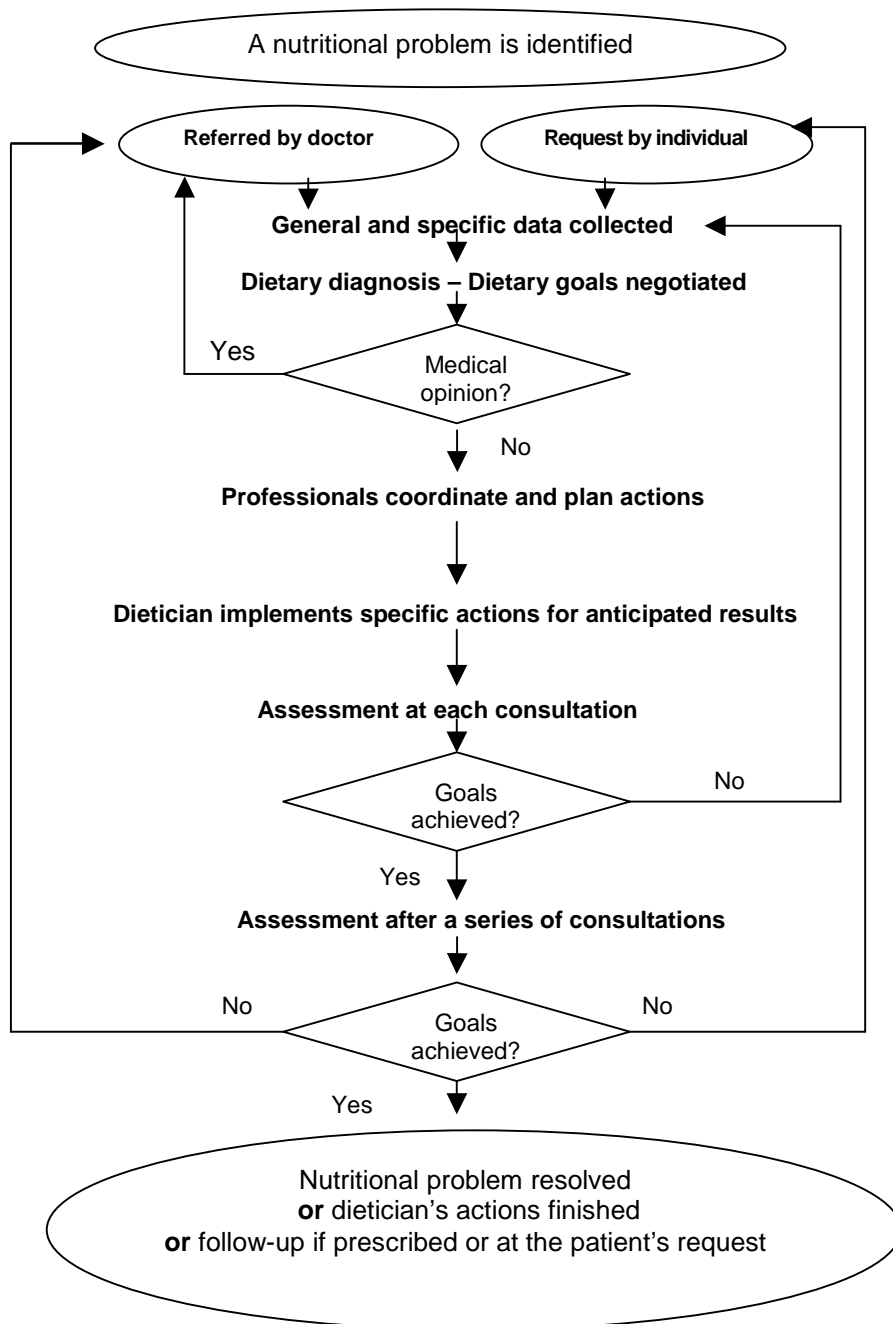 A nutritional problem is identified
Referred by doctor
Request by individual
General and specific data collected
Dietary diagnosis – Dietary goals negotiated
Yes
Medical
opinion?
No
Professionals coordinate and plan actions
Dietician implements specific actions for anticipated results
Assessment at each consultation
No
Goals
achieved?
Yes
Assessment after a series of consultations
No
No
Goals
achieved?
Yes
Nutritional problem resolved
or dietician's actions finished
or follow-up if prescribed or at the patient's request